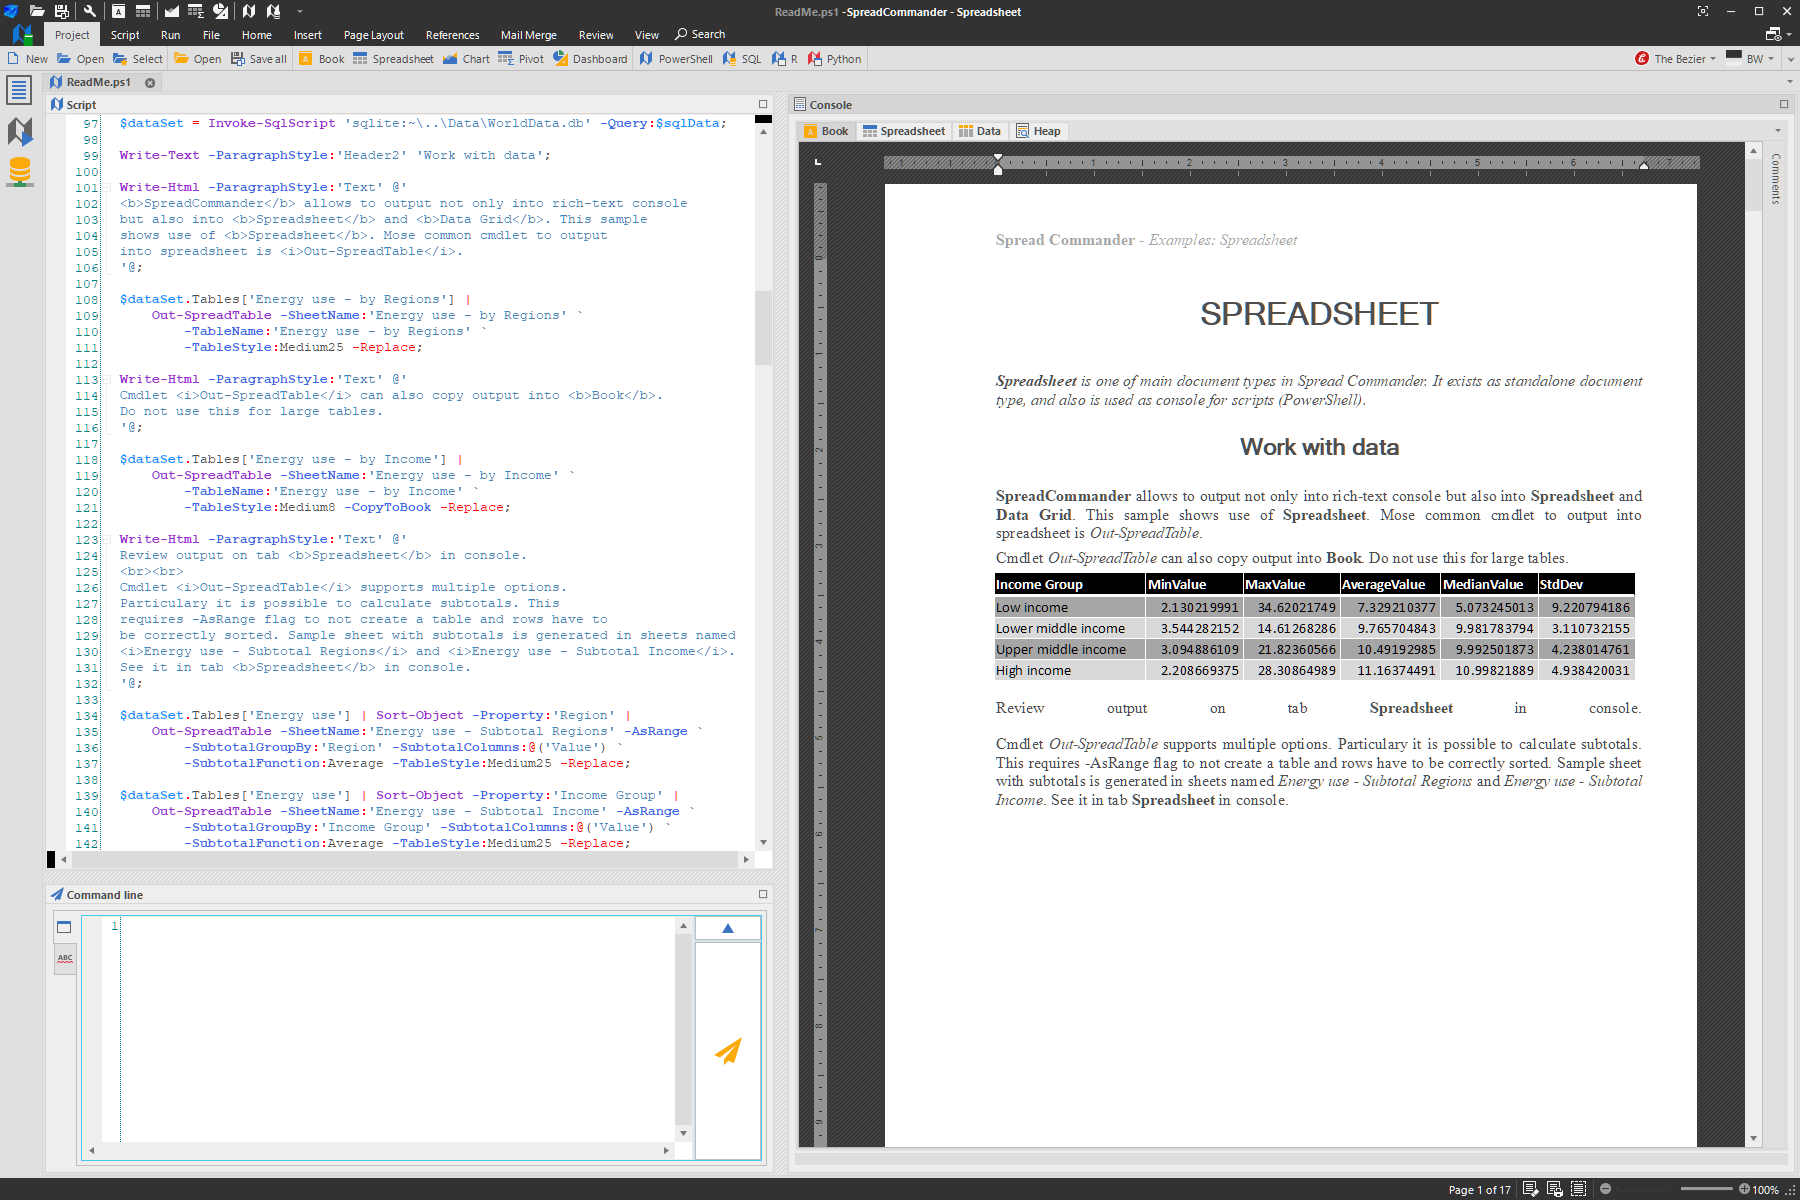 ReadMe.ps1 -SpreadCommander - Spreadsheet
Project Script Run File Home Insert Page Layout References Mail Merge Review View Search
New Open Select Open Save all Book Spreadsheet Chart Pivot Dashboard PowerShell SQL R Python The Bezier BW
ReadMe.ps1
Script
97 $dataSet = Invoke-SqlScript 'sqlite:~\..\Data\WorldData.db' -Query:$sqlData;
98
99 Write-Text -ParagraphStyle:'Header2' 'Work with data';
100
101 Write-Html -ParagraphStyle:'Text' @'
102 <b>SpreadCommander</b> allows to output not only into rich-text console
103 but also into <b>Spreadsheet</b> and <b>Data Grid</b>. This sample
104 shows use of <b>Spreadsheet</b>. Mose common cmdlet to output
105 into spreadsheet is <i>Out-SpreadTable</i>.
106 '@;
107
108 $dataSet.Tables['Energy use - by Regions'] |
109 Out-SpreadTable -SheetName:'Energy use - by Regions' `
110 -TableName:'Energy use - by Regions' `
111 -TableStyle:Medium25 -Replace;
112
113 Write-Html -ParagraphStyle:'Text' @'
114 Cmdlet <i>Out-SpreadTable</i> can also copy output into <b>Book</b>.
115 Do not use this for large tables.
116 '@;
117
118 $dataSet.Tables['Energy use - by Income'] |
119 Out-SpreadTable -SheetName:'Energy use - by Income' `
120 -TableName:'Energy use - by Income' `
121 -TableStyle:Medium8 -CopyToBook -Replace;
122
123 Write-Html -ParagraphStyle:'Text' @'
124 Review output on tab <b>Spreadsheet</b> in console.
125 <br><br>
126 Cmdlet <i>Out-SpreadTable</i> supports multiple options.
127 Particulary it is possible to calculate subtotals. This
128 requires -AsRange flag to not create a table and rows have to
129 be correctly sorted. Sample sheet with subtotals is generated in sheets named
130 <i>Energy use - Subtotal Regions</i> and <i>Energy use - Subtotal Income</i>.
131 See it in tab <b>Spreadsheet</b> in console.
132 '@;
133
134 $dataSet.Tables['Energy use'] | Sort-Object -Property:'Region' |
135 Out-SpreadTable -SheetName:'Energy use - Subtotal Regions' -AsRange `
136 -SubtotalGroupBy:'Region' -SubtotalColumns:@('Value') `
137 -SubtotalFunction:Average -TableStyle:Medium25 -Replace;
138
139 $dataSet.Tables['Energy use'] | Sort-Object -Property:'Income Group' |
140 Out-SpreadTable -SheetName:'Energy use - Subtotal Income' -AsRange `
141 -SubtotalGroupBy:'Income Group' -SubtotalColumns:@('Value') `
142 -SubtotalFunction:Average -TableStyle:Medium25 -Replace;
Command line
ABC
1
Console
Book Spreadsheet Data Heap
Comments
1 1 2 3 4 5 6 7
0
1
2
3
4
5
6
7
8
9
Spread Commander - Examples: Spreadsheet
SPREADSHEET
Spreadsheet is one of main document types in Spread Commander. It exists as standalone document
type, and also is used as console for scripts (PowerShell).
Work with data
SpreadCommander allows to output not only into rich-text console but also into Spreadsheet and
Data Grid. This sample shows use of Spreadsheet. Mose common cmdlet to output into
spreadsheet is Out-SpreadTable.
Cmdlet Out-SpreadTable can also copy output into Book. Do not use this for large tables.
Income Group MinValue MaxValue AverageValue MedianValue StdDev
Low income 2.130219991 34.62021749 7.329210377 5.073245013 9.220794186
Lower middle income 3.544282152 14.61268286 9.765704843 9.981783794 3.110732155
Upper middle income 3.094886109 21.82360566 10.49192985 9.992501873 4.238014761
High income 2.208669375 28.30864989 11.16374491 10.99821889 4.938420031
Review output on tab Spreadsheet in console.
Cmdlet Out-SpreadTable supports multiple options. Particulary it is possible to calculate subtotals.
This requires -AsRange flag to not create a table and rows have to be correctly sorted. Sample sheet
with subtotals is generated in sheets named Energy use - Subtotal Regions and Energy use - Subtotal
Income. See it in tab Spreadsheet in console.
Page 1 of 17 100%